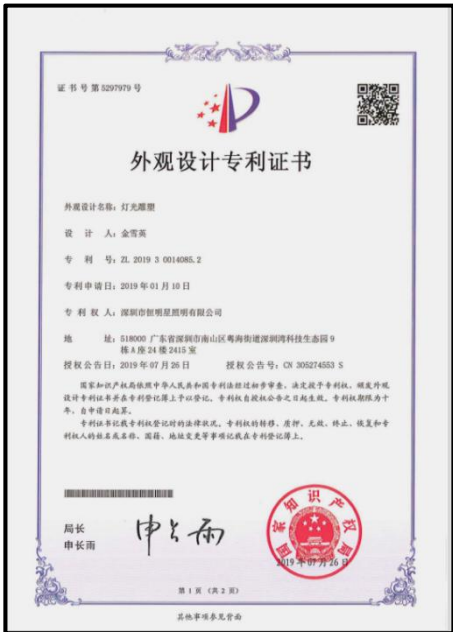 证书号第5297979号
外观设计专利证书
外观设计名称：灯光雕塑
设 计 人：金雪英
专 利 号：ZL 2019 3 0014085.2
专利申请日：2019年01月10日
专 利 权 人：深圳市恒明星照明有限公司
地 址：518000 广东省深圳市南山区粤海街道深圳湾科技生态园9
栋A座24楼2415室
授权公告日：2019年07月26日 授权公告号：CN 305274553 S
国家知识产权局依照中华人民共和国专利法经过初步审查，决定授予专利权，颁发外观
设计专利证书并在专利登记簿上予以登记。专利权自授权公告之日起生效。专利权期限为十
年，自申请日起算。
专利证书记载专利权登记时的法律状况。专利权的转移、质押、无效、终止、恢复和专
利权人的姓名或名称、国籍、地址变更等事项记载在专利登记簿上。
局长
申长雨
申长雨
国家知识产权局
2019年07月26日
第 1 页 (共 2 页)
其他事项参见背面